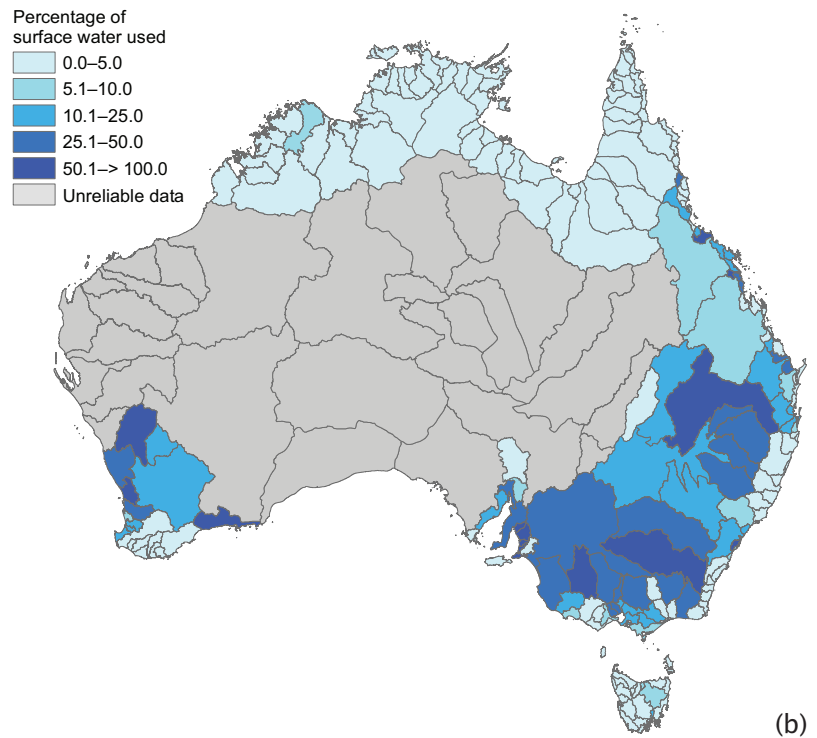 Percentage of
surface water used
0.0–5.0
5.1–10.0
10.1–25.0
25.1–50.0
50.1–> 100.0
Unreliable data
(b)